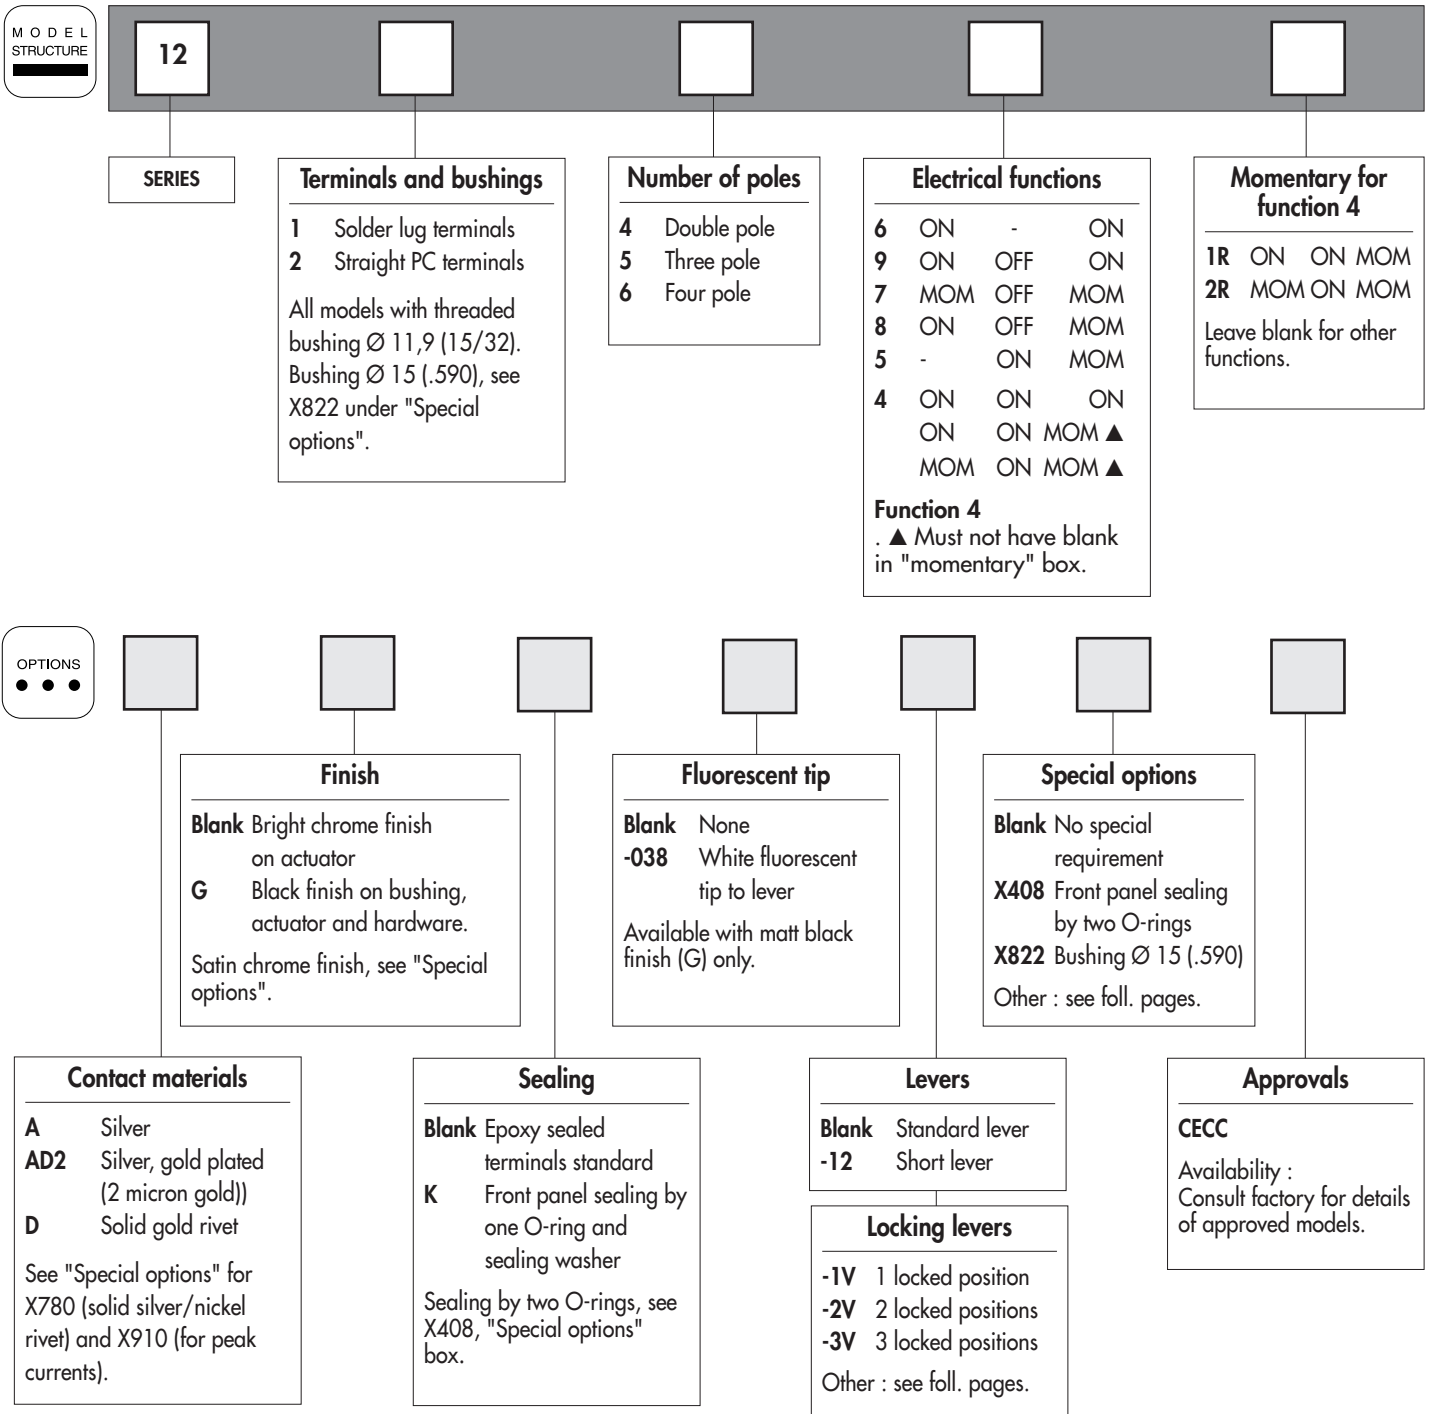 MODEL
STRUCTURE
12
SERIES
Terminals and bushings
1 Solder lug terminals
2 Straight PC terminals
All models with threaded
bushing Ø 11,9 (15/32).
Bushing Ø 15 (.590), see
X822 under "Special
options".
Number of poles
4 Double pole
5 Three pole
6 Four pole
Electrical functions
6 ON - ON
9 ON OFF ON
7 MOM OFF MOM
8 ON OFF MOM
5 - ON MOM
4 ON ON ON
ON ON MOM ▲
MOM ON MOM ▲
Function 4
. ▲ Must not have blank
in "momentary" box.
Momentary for
function 4
1R ON ON MOM
2R MOM ON MOM
Leave blank for other
functions.
OPTIONS
Finish
Blank Bright chrome finish
on actuator
G Black finish on bushing,
actuator and hardware.
Satin chrome finish, see "Special
options".
Fluorescent tip
Blank None
-038 White fluorescent
tip to lever
Available with matt black
finish (G) only.
Special options
Blank No special
requirement
X408 Front panel sealing
by two O-rings
X822 Bushing Ø 15 (.590)
Other : see foll. pages.
Contact materials
A Silver
AD2 Silver, gold plated
(2 micron gold))
D Solid gold rivet
See "Special options" for
X780 (solid silver/nickel
rivet) and X910 (for peak
currents).
Sealing
Blank Epoxy sealed
terminals standard
K Front panel sealing by
one O-ring and
sealing washer
Sealing by two O-rings, see
X408, "Special options"
box.
Levers
Blank Standard lever
-12 Short lever
Locking levers
-1V 1 locked position
-2V 2 locked positions
-3V 3 locked positions
Other : see foll. pages.
Approvals
CECC
Availability :
Consult factory for details
of approved models.